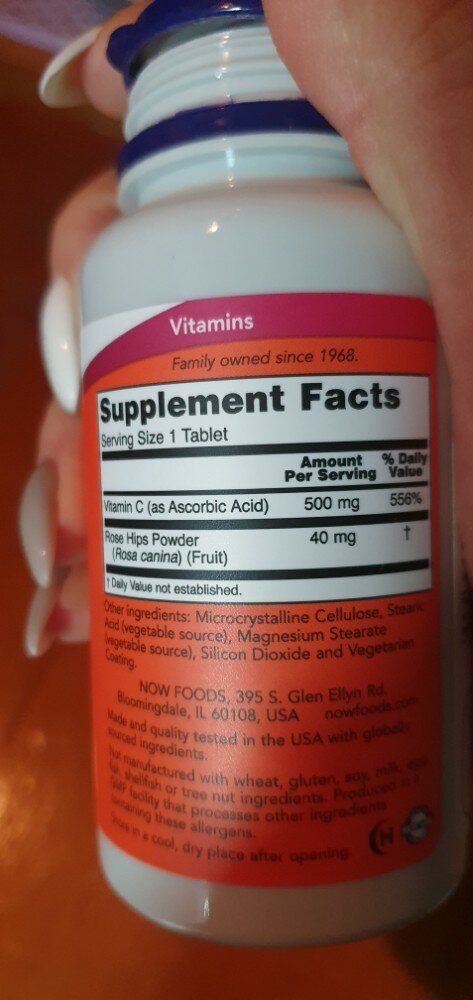 Vitamins
Family owned since 1968.
Supplement Facts
Serving Size 1 Tablet
Amount Per Serving % Daily Value
Vitamin C (as Ascorbic Acid) 500 mg 556%
Rose Hips Powder 40 mg †
(Rosa canina) (Fruit)
† Daily Value not established.
Other ingredients: Microcrystalline Cellulose, Stearic
Acid (vegetable source), Magnesium Stearate
(vegetable source), Silicon Dioxide and Vegetarian
Coating.
NOW FOODS, 395 S. Glen Ellyn Rd.
Bloomingdale, IL 60108, USA nowfoods.com
Made and quality tested in the USA with globally
sourced ingredients.
Not manufactured with wheat, gluten, soy, milk, egg,
fish, shellfish or tree nut ingredients. Produced in a
GMP facility that processes other ingredients
containing these allergens.
Store in a cool, dry place after opening.
H